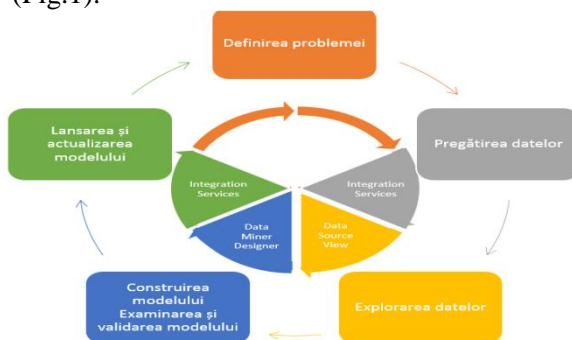 (Fig.1).
Definirea problemei
Lansarea și
actualizarea
modelului
Pregătirea datelor
Integration
Services
Integration
Services
Data
Miner
Designer
Data
Source
View
Construirea
modelului
Examinarea și
validarea modelului
Explorarea datelor